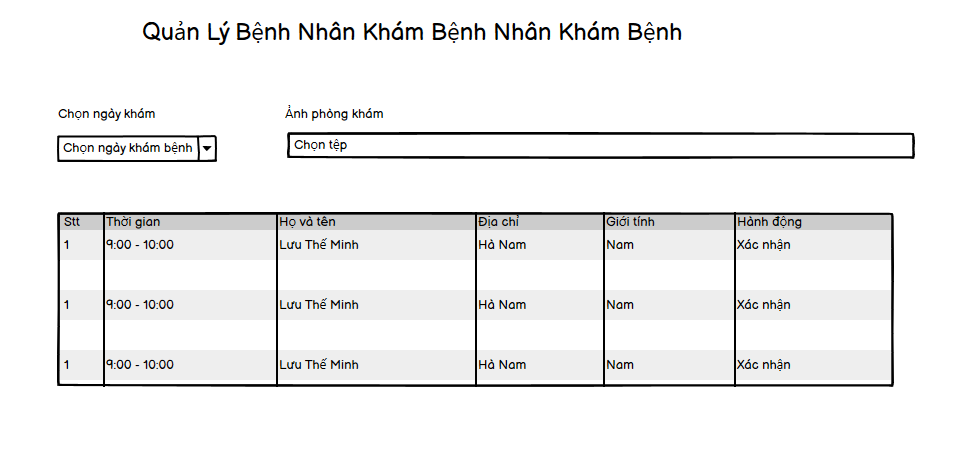 Quản Lý Bệnh Nhân Khám Bệnh Nhân Khám Bệnh
Chọn ngày khám
Ảnh phòng khám
Chọn ngày khám bệnh
Chọn tệp
Stt Thời gian Họ và tên Địa chỉ Giới tính Hành động
1 9:00 - 10:00 Lưu Thế Minh Hà Nam Nam Xác nhận
1 9:00 - 10:00 Lưu Thế Minh Hà Nam Nam Xác nhận
1 9:00 - 10:00 Lưu Thế Minh Hà Nam Nam Xác nhận